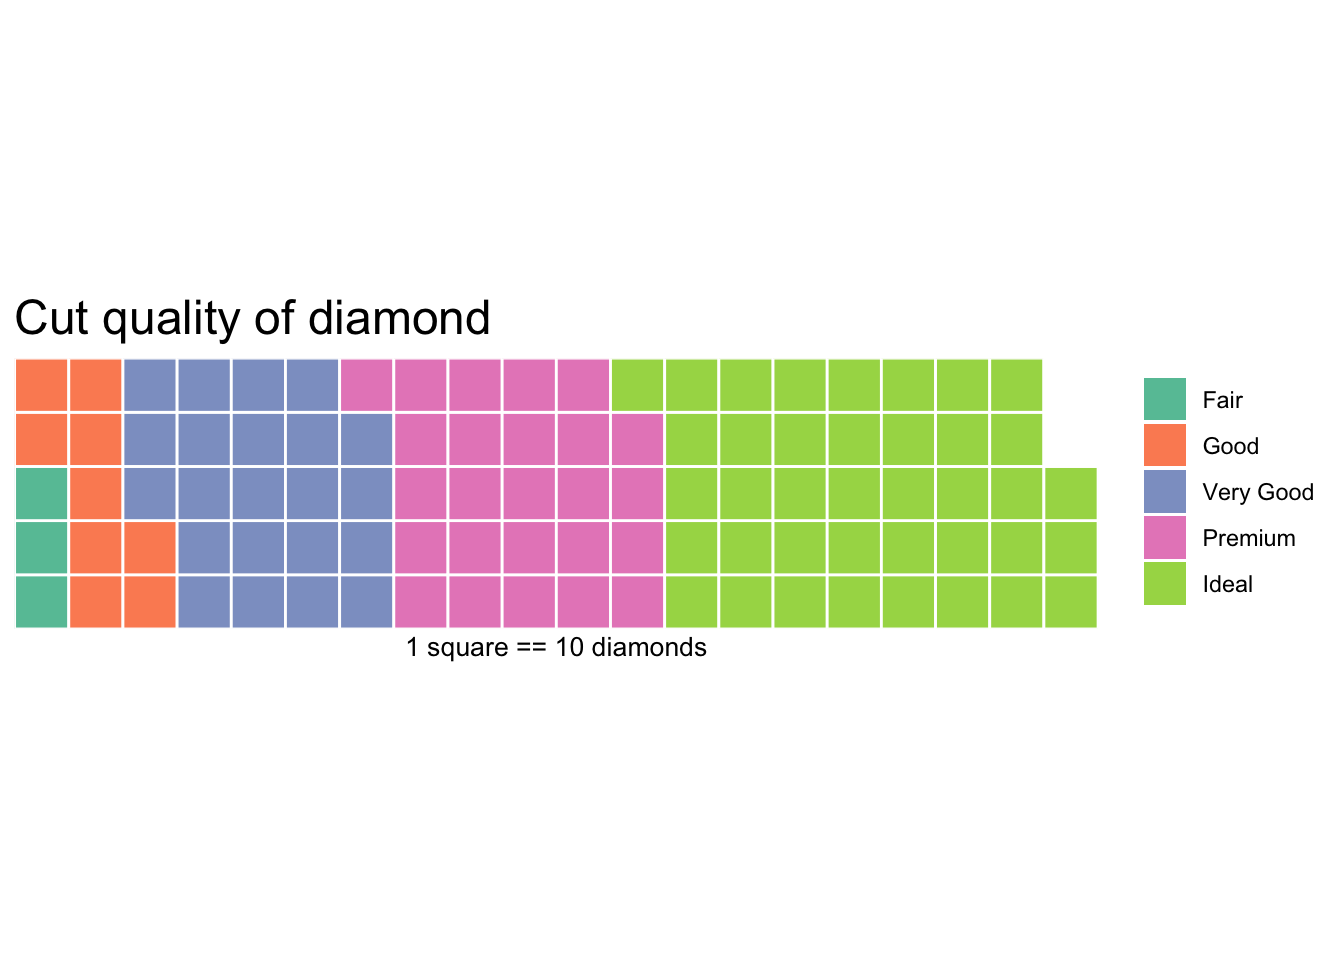 Cut quality of diamond
Fair
Good
Very Good
Premium
Ideal
1 square == 10 diamonds